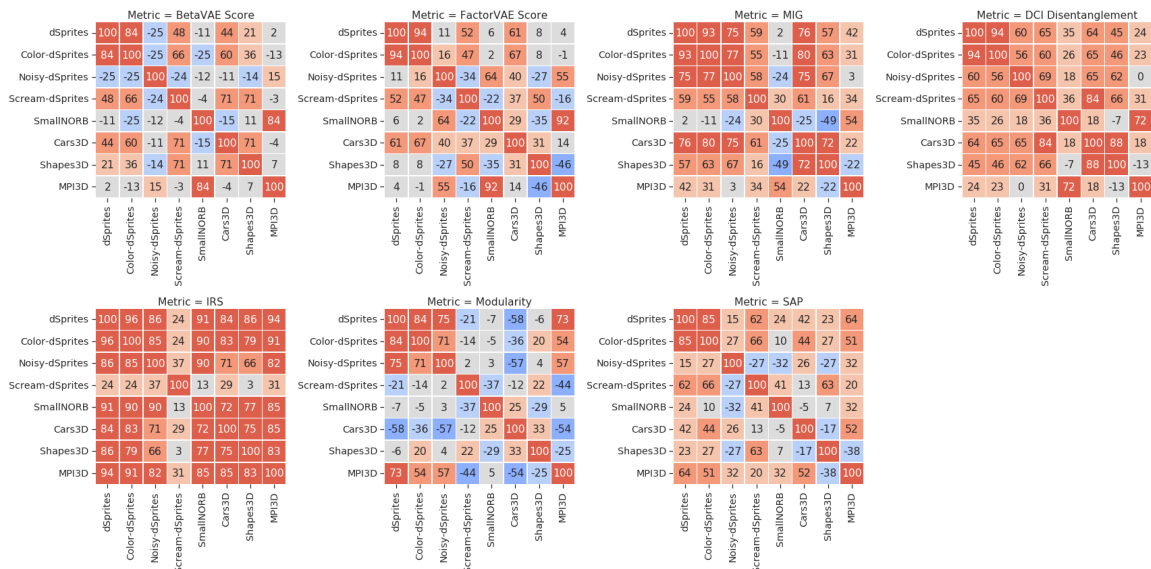 Metric = BetaVAE Score
dSprites 100 84 -25 48 -11 44 21 2
Color-dSprites 84 100 -25 66 -25 60 36 -13
Noisy-dSprites -25 -25 100 -24 -12 -11 -14 15
Scream-dSprites 48 66 -24 100 -4 71 71 -3
SmallNORB -11 -25 -12 -4 100 -15 11 84
Cars3D 44 60 -11 71 -15 100 71 -4
Shapes3D 21 36 -14 71 11 71 100 7
MPI3D 2 -13 15 -3 84 -4 7 100
dSprites Color-dSprites Noisy-dSprites Scream-dSprites SmallNORB Cars3D Shapes3D MPI3D
Metric = FactorVAE Score
dSprites 100 94 11 52 6 61 8 4
Color-dSprites 94 100 16 47 2 67 8 -1
Noisy-dSprites 11 16 100 -34 64 40 -27 55
Scream-dSprites 52 47 -34 100 -22 37 50 -16
SmallNORB 6 2 64 -22 100 29 -35 92
Cars3D 61 67 40 37 29 100 31 14
Shapes3D 8 8 -27 50 -35 31 100 -46
MPI3D 4 -1 55 -16 92 14 -46 100
dSprites Color-dSprites Noisy-dSprites Scream-dSprites SmallNORB Cars3D Shapes3D MPI3D
Metric = MIG
dSprites 100 93 75 59 2 76 57 42
Color-dSprites 93 100 77 55 -11 80 63 31
Noisy-dSprites 75 77 100 58 -24 75 67 3
Scream-dSprites 59 55 58 100 30 61 16 34
SmallNORB 2 -11 -24 30 100 -25 -49 54
Cars3D 76 80 75 61 -25 100 72 22
Shapes3D 57 63 67 16 -49 72 100 -22
MPI3D 42 31 3 34 54 22 -22 100
dSprites Color-dSprites Noisy-dSprites Scream-dSprites SmallNORB Cars3D Shapes3D MPI3D
Metric = DCI Disentanglement
dSprites 100 94 60 65 35 64 45 24
Color-dSprites 94 100 56 60 26 65 46 23
Noisy-dSprites 60 56 100 69 18 65 62 0
Scream-dSprites 65 60 69 100 36 84 66 31
SmallNORB 35 26 18 36 100 18 -7 72
Cars3D 64 65 65 84 18 100 88 18
Shapes3D 45 46 62 66 -7 88 100 -13
MPI3D 24 23 0 31 72 18 -13 100
dSprites Color-dSprites Noisy-dSprites Scream-dSprites SmallNORB Cars3D Shapes3D MPI3D
Metric = IRS
dSprites 100 96 86 24 91 84 86 94
Color-dSprites 96 100 85 24 90 83 79 91
Noisy-dSprites 86 85 100 37 90 71 66 82
Scream-dSprites 24 24 37 100 13 29 3 31
SmallNORB 91 90 90 13 100 72 77 85
Cars3D 84 83 71 29 72 100 75 85
Shapes3D 86 79 66 3 77 75 100 83
MPI3D 94 91 82 31 85 85 83 100
dSprites Color-dSprites Noisy-dSprites Scream-dSprites SmallNORB Cars3D Shapes3D MPI3D
Metric = Modularity
dSprites 100 84 75 -21 -7 -58 -6 73
Color-dSprites 84 100 71 -14 -5 -36 20 54
Noisy-dSprites 75 71 100 2 3 -57 4 57
Scream-dSprites -21 -14 2 100 -37 -12 22 -44
SmallNORB -7 -5 3 -37 100 25 -29 5
Cars3D -58 -36 -57 -12 25 100 33 -54
Shapes3D -6 20 4 22 -29 33 100 -25
MPI3D 73 54 57 -44 5 -54 -25 100
dSprites Color-dSprites Noisy-dSprites Scream-dSprites SmallNORB Cars3D Shapes3D MPI3D
Metric = SAP
dSprites 100 85 15 62 24 42 23 64
Color-dSprites 85 100 27 66 10 44 27 51
Noisy-dSprites 15 27 100 -27 -32 26 -27 32
Scream-dSprites 62 66 -27 100 41 13 63 20
SmallNORB 24 10 -32 41 100 -5 7 32
Cars3D 42 44 26 13 -5 100 -17 52
Shapes3D 23 27 -27 63 7 -17 100 -38
MPI3D 64 51 32 20 32 52 -38 100
dSprites Color-dSprites Noisy-dSprites Scream-dSprites SmallNORB Cars3D Shapes3D MPI3D